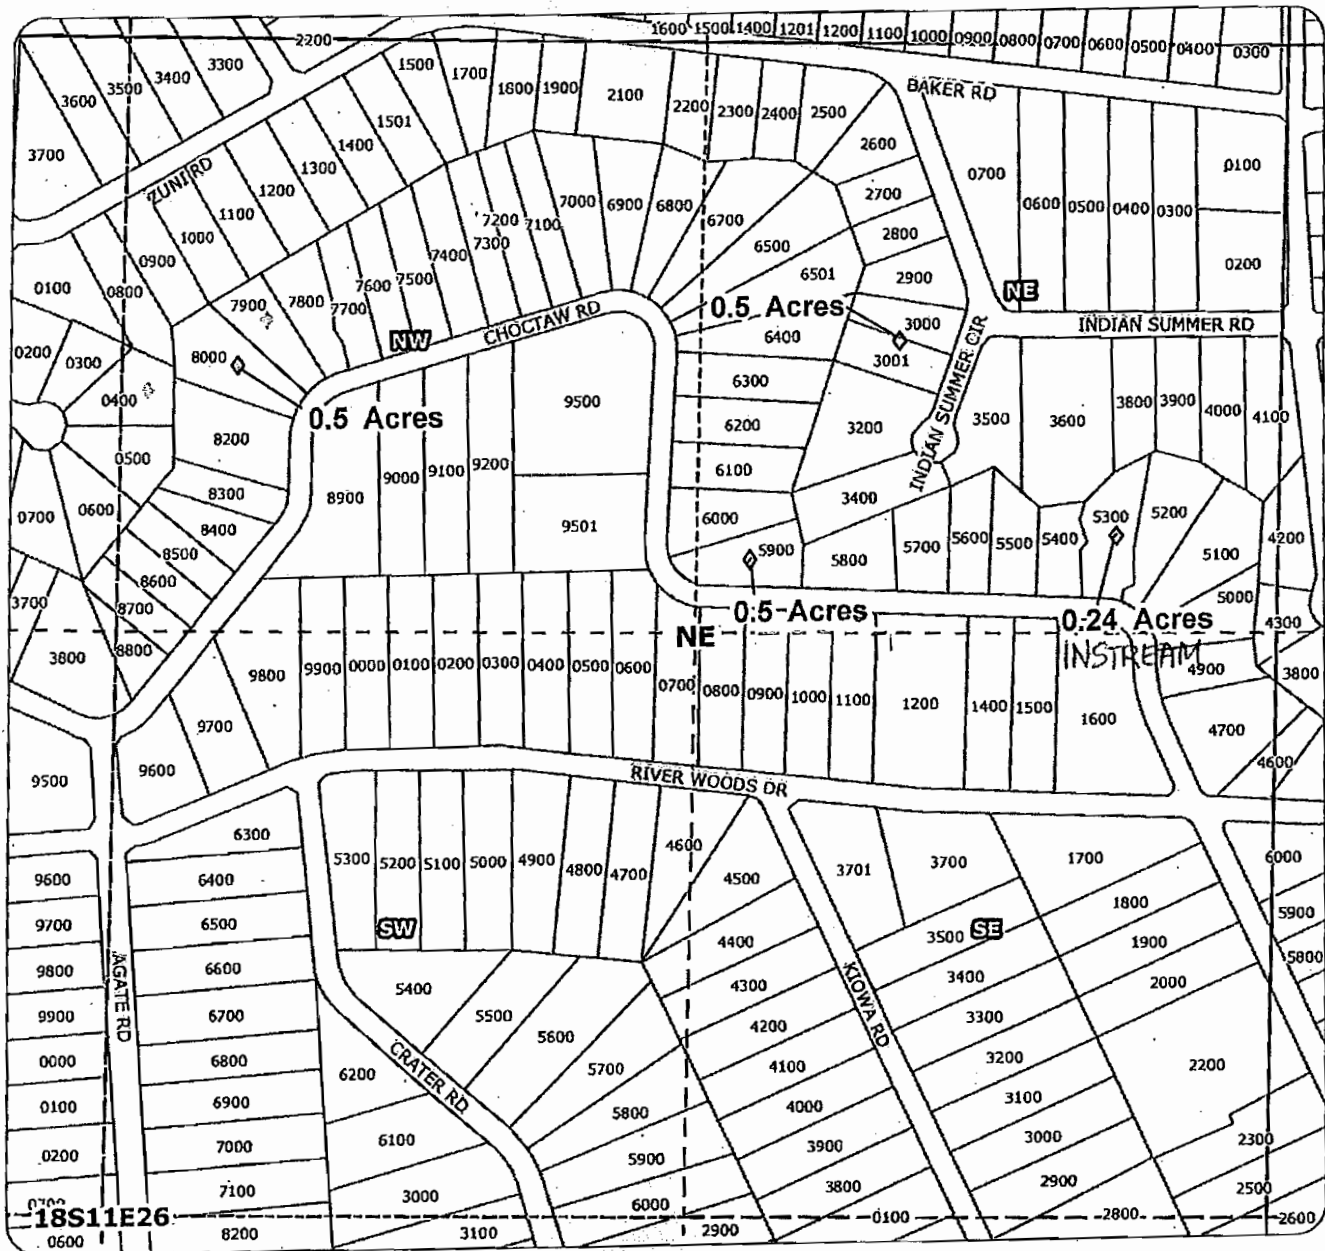 1600 1500 1400 1201 1200 1100 1000 0900 0800 0700 0600 0500 0400 0300
2200
3700 3600 3500 3400 3300
1500 1700 1800 1900 2100 2200 2300 2400 2500
BAKER RD
ZUNI RD
1501 1400 1300 1200 1100 1000 0900 0800
2600 2700 2800 2900 3000 3001
0700 0600 0500 0400 0300 0100 0200
7900 7800 7700 7600 7500 7400 7300 7200 7100 7000 6900 6800 6700 6500 6501
0100 0200 0300 0400 0500 0600 0700
NW
CHOCTAW RD
0.5 Acres
NE
INDIAN SUMMER RD
INDIAN SUMMER CIR
8000
0.5 Acres
8200 8300 8400 8500 8600 8700 8800
8900 9000 9100 9200 9500 9501
6400 6300 6200 6100 6000 5900
3200 3400 3500 3600 3800 3900 4000 4100
5800 5700 5600 5500 5400 5300 5200 5100 5000 4200
3700 3800
0.5 Acres
0.24 Acres
INSTREAM
4300
NE
4900 3800
9800 9900 0000 0100 0200 0300 0400 0500 0600 0700 0800 0900 1000 1100 1200 1400 1500 1600
4700 4600
9500 9600 9700
RIVER WOODS DR
6300
5300 5200 5100 5000 4900 4800 4700 4600
4500 3701 3700 1700 6000
9600 6400 1800
9700 6500 SW 4400 3500 SE 1900 5900
9800 AGATE RD 6600 5400 4300 KIOWA RD 3400 2000 5800
9900 6700 5500 4200 3300
0000 6800 CRATER RD 5600 4100 3200 2200
6200 5700
0100 6900 5800 4000 3100
0200 7000 6100 5900 3900 3000 2300
7100 3000 6000 3800 2900 2500
18S11E26
0600 8200 3100 2900 0100 2800 2600